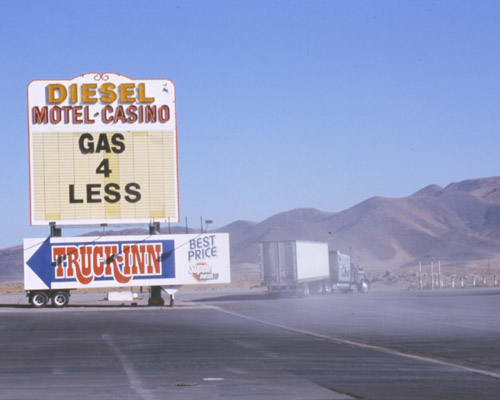 DIESEL
MOTEL-CASINO
GAS
4
LESS
TRUCK-INN
BEST
PRICE